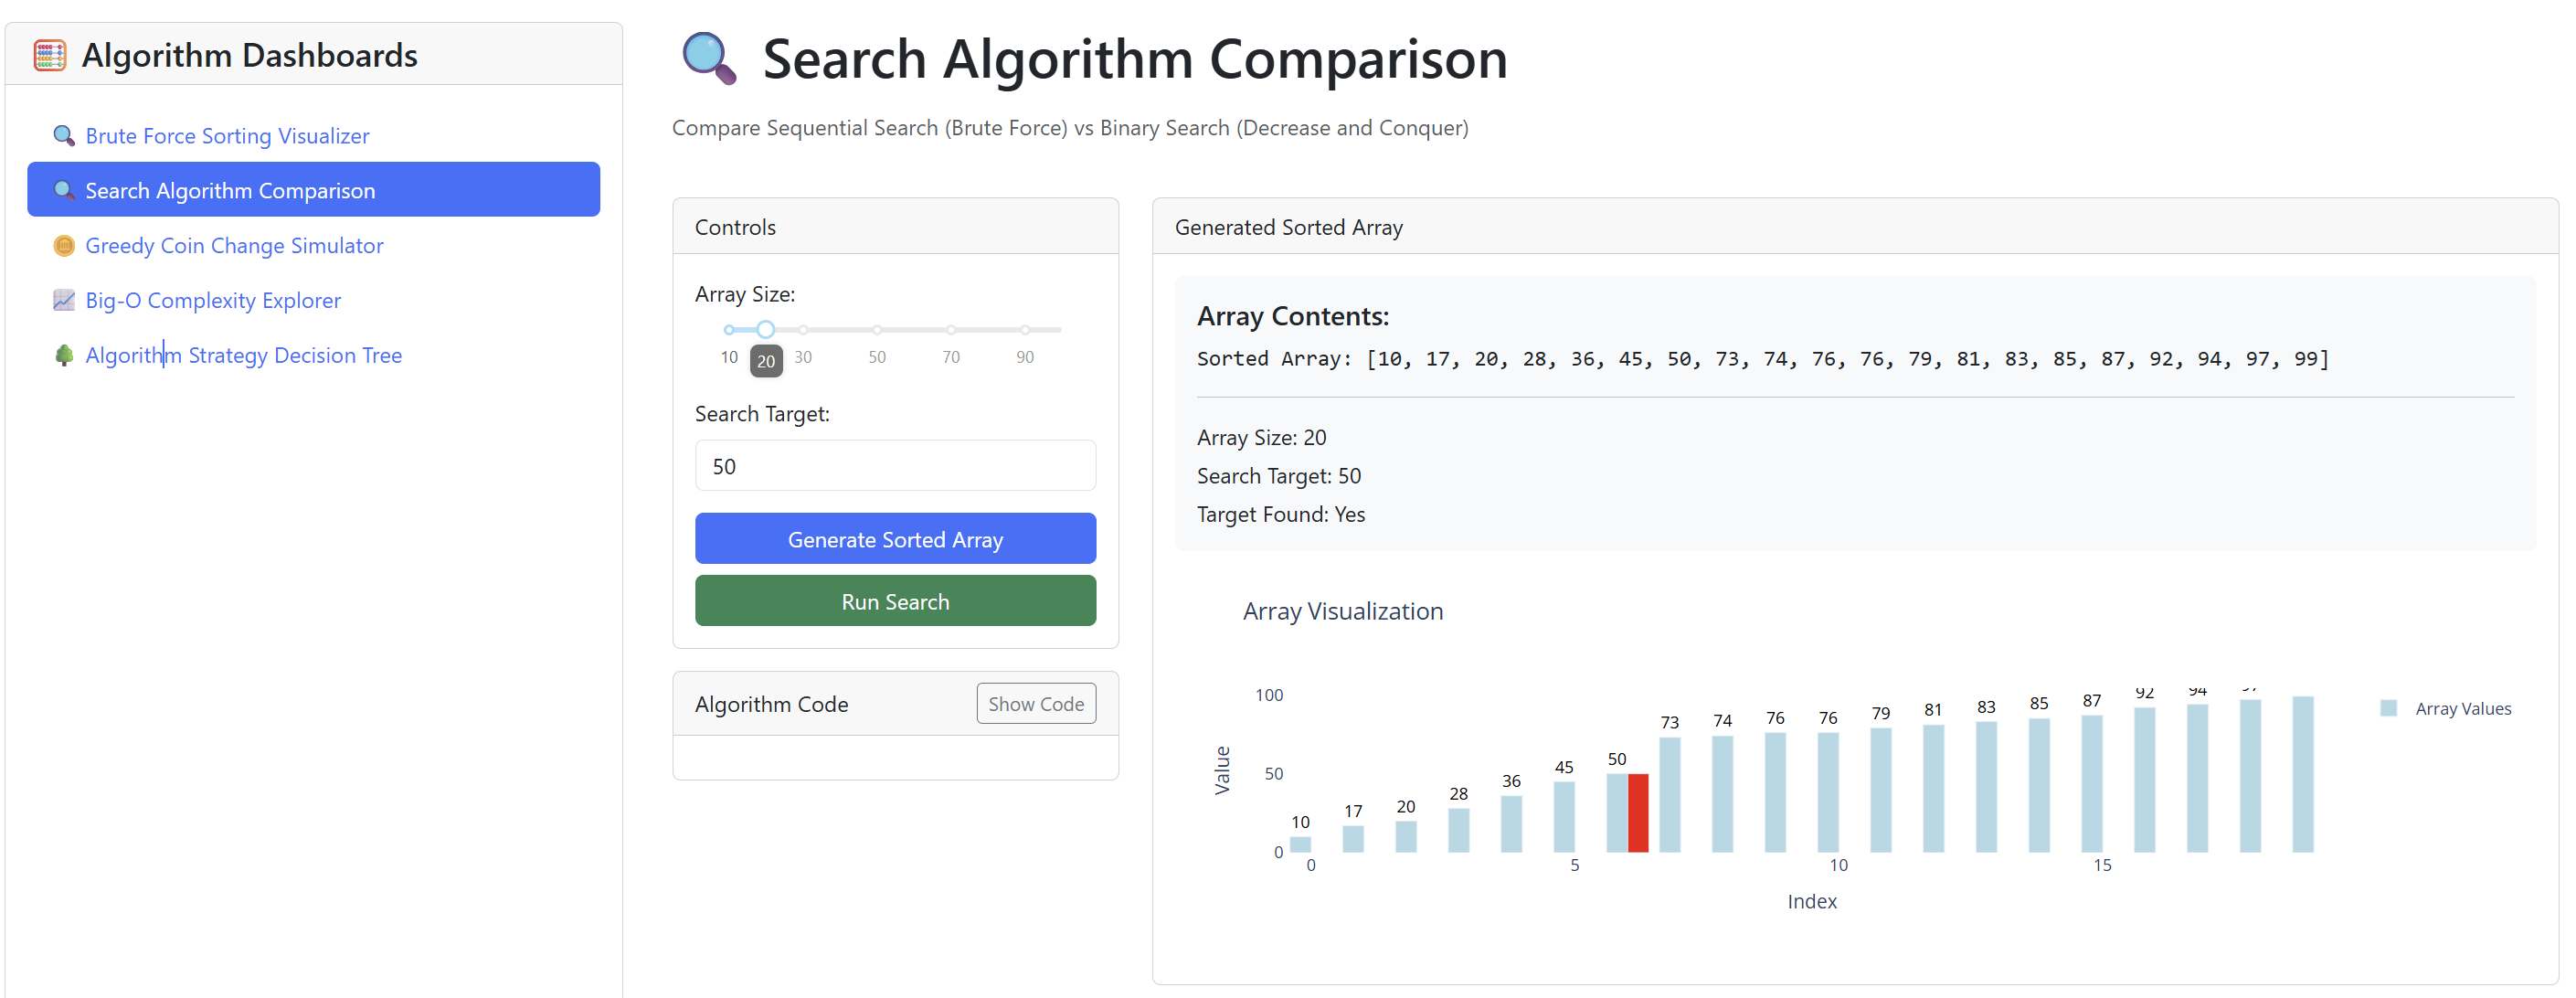 Algorithm Dashboards
Brute Force Sorting Visualizer
Search Algorithm Comparison
Greedy Coin Change Simulator
Big-O Complexity Explorer
Algorithm Strategy Decision Tree
Search Algorithm Comparison
Compare Sequential Search (Brute Force) vs Binary Search (Decrease and Conquer)
Controls
Array Size:
10 20 30 50 70 90
Search Target:
50
Generate Sorted Array
Run Search
Algorithm Code
Show Code
Generated Sorted Array
Array Contents:
Sorted Array: [10, 17, 20, 28, 36, 45, 50, 73, 74, 76, 76, 79, 81, 83, 85, 87, 92, 94, 97, 99]
Array Size: 20
Search Target: 50
Target Found: Yes
Array Visualization
100
50
0
Value
10 17 20 28 36 45 50 73 74 76 76 79 81 83 85 87 92 94
0 5 10 15
Index
Array Values